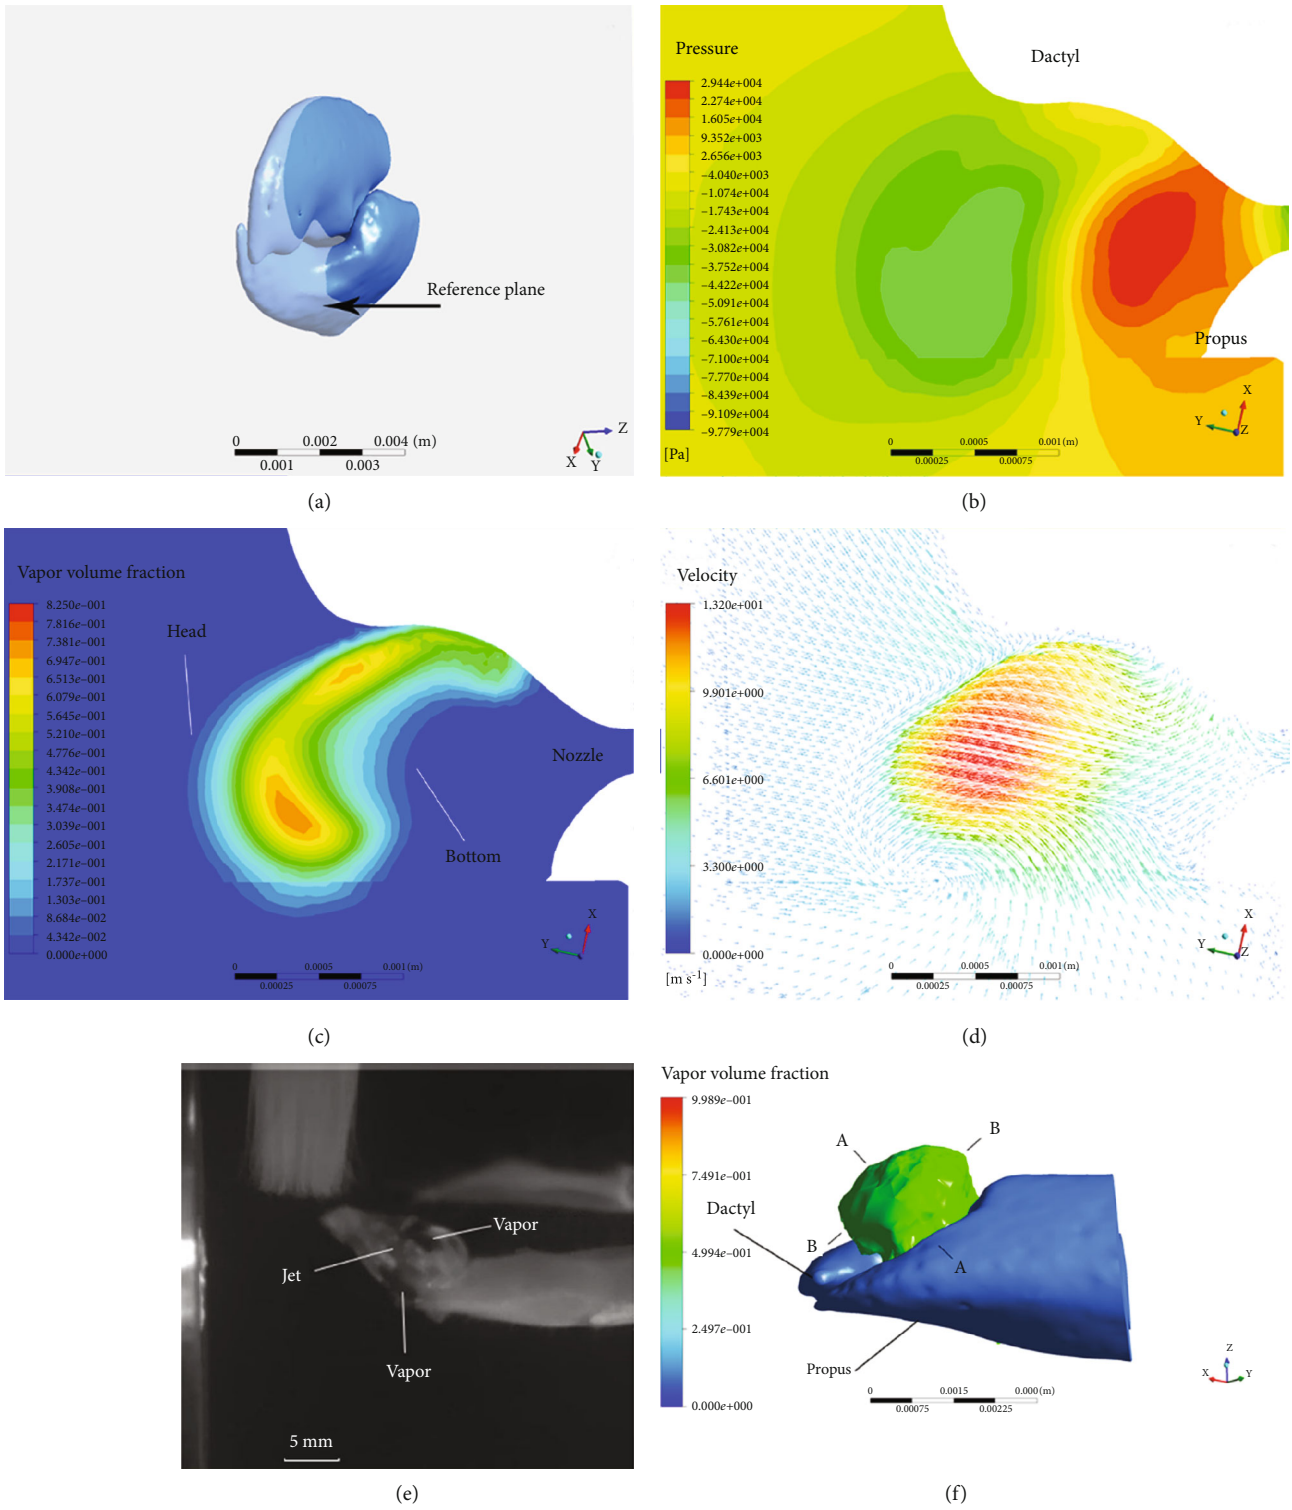 Reference plane
0 0.002 0.004 (m)
0.001 0.003
Z
X Y
(a)
Pressure
Dactyl
2.944e+004
2.274e+004
1.605e+004
9.352e+003
2.656e+003
−4.040e+003
−1.074e+004
−1.743e+004
−2.413e+004
−3.082e+004
−3.752e+004
−4.422e+004
−5.091e+004
−5.761e+004
−6.430e+004
−7.100e+004
−7.770e+004
−8.439e+004
−9.109e+004
−9.779e+004
[Pa]
Propus
X
Y
Z
0 0.0005 0.001 (m)
0.00025 0.00075
(b)
Vapor volume fraction
8.250e−001
7.816e−001
7.381e−001
6.947e−001
6.513e−001
6.079e−001
5.645e−001
5.210e−001
4.776e−001
4.342e−001
3.908e−001
3.474e−001
3.039e−001
2.605e−001
2.171e−001
1.737e−001
1.303e−001
8.684e−002
4.342e−002
0.000e+000
Head
Nozzle
Bottom
X
Y
0 0.0005 0.001 (m)
0.00025 0.00075
(c)
Velocity
1.320e+001
9.901e+000
6.601e+000
3.300e+000
0.000e+000
[m s-1]
X
Y
Z
0 0.0005 0.001 (m)
0.00025 0.00075
(d)
Vapor
Jet
Vapor
5 mm
(e)
Vapor volume fraction
9.989e−001
7.491e−001
4.994e−001
2.497e−001
0.000e+000
A
B
Dactyl
B
A
Propus
Z
X Y
0 0.0015 0.000 (m)
0.00075 0.00225
(f)